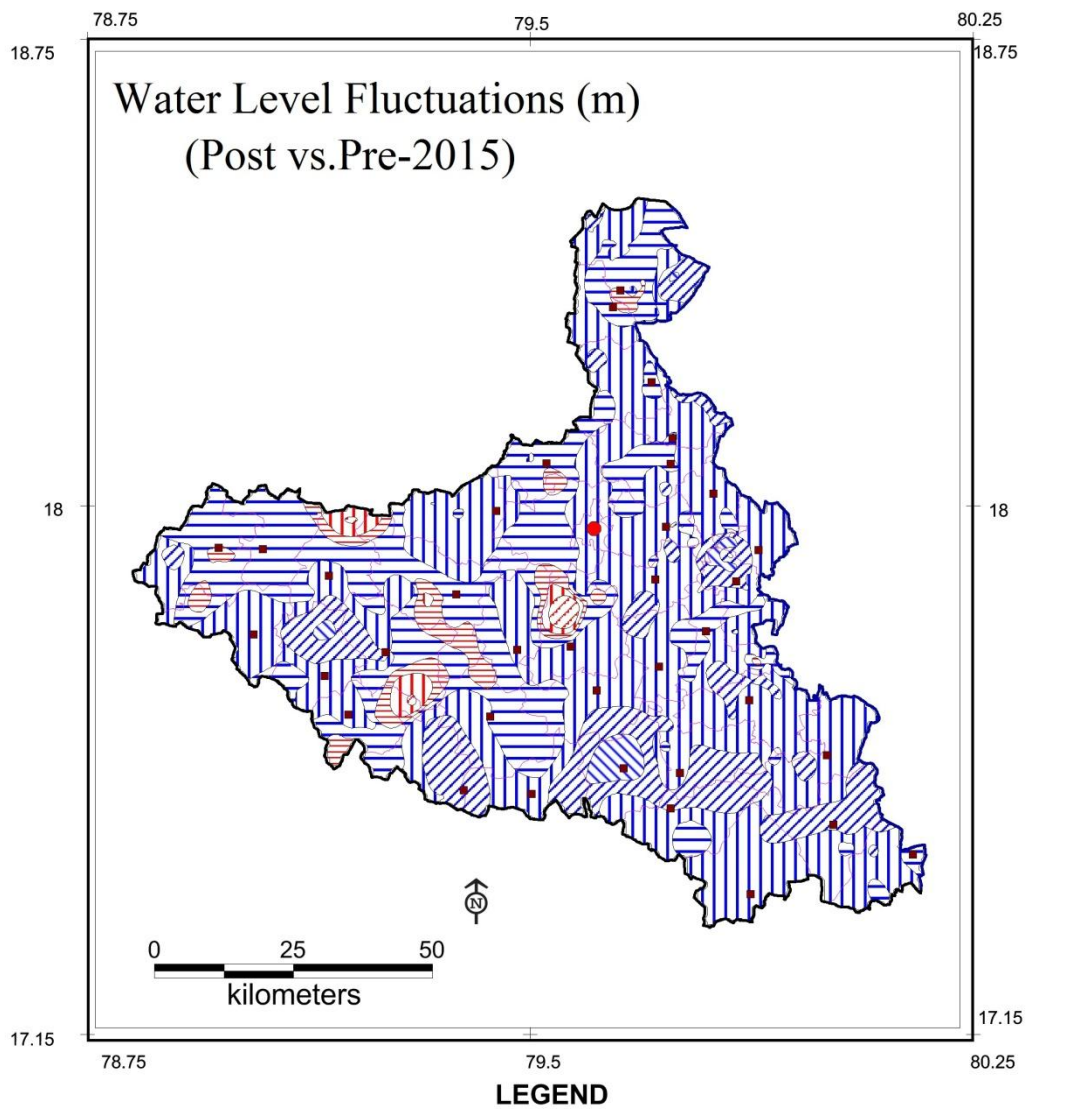 78.75 79.5 80.25
18.75 18.75
Water Level Fluctuations (m)
(Post vs.Pre-2015)
18 18
N
0 25 50
kilometers
17.15 17.15
78.75 79.5 80.25
LEGEND